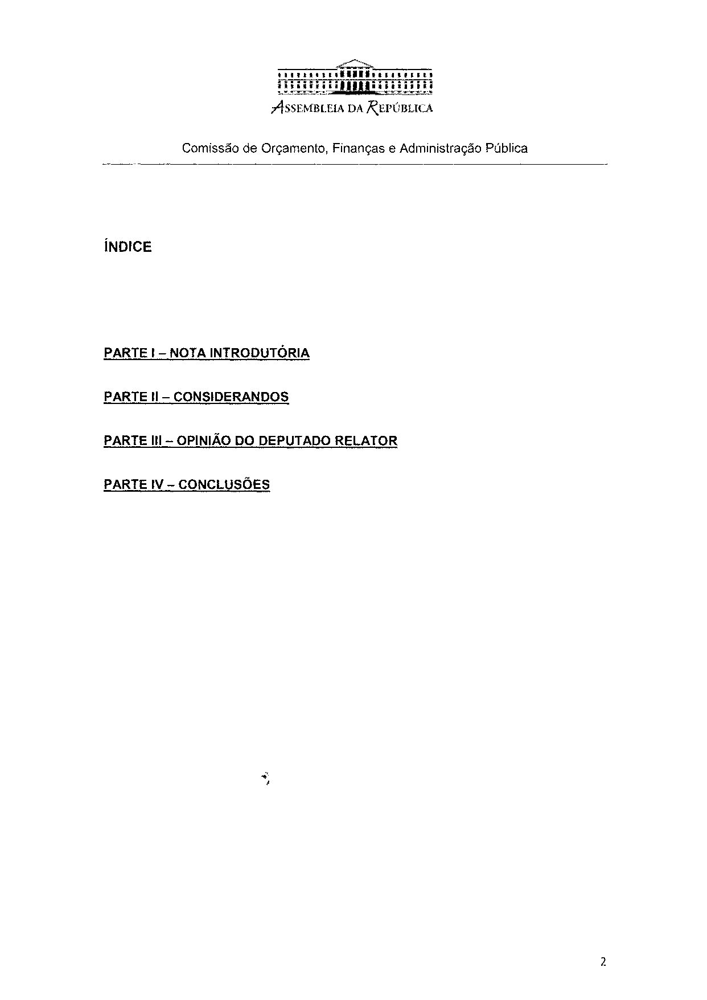 ASSEMBLEIA DA REPÚBLICA
Comissão de Orçamento, Finanças e Administração Pública
ÍNDICE
PARTE I – NOTA INTRODUTÓRIA
PARTE II – CONSIDERANDOS
PARTE III – OPINIÃO DO DEPUTADO RELATOR
PARTE IV – CONCLUSÕES
2